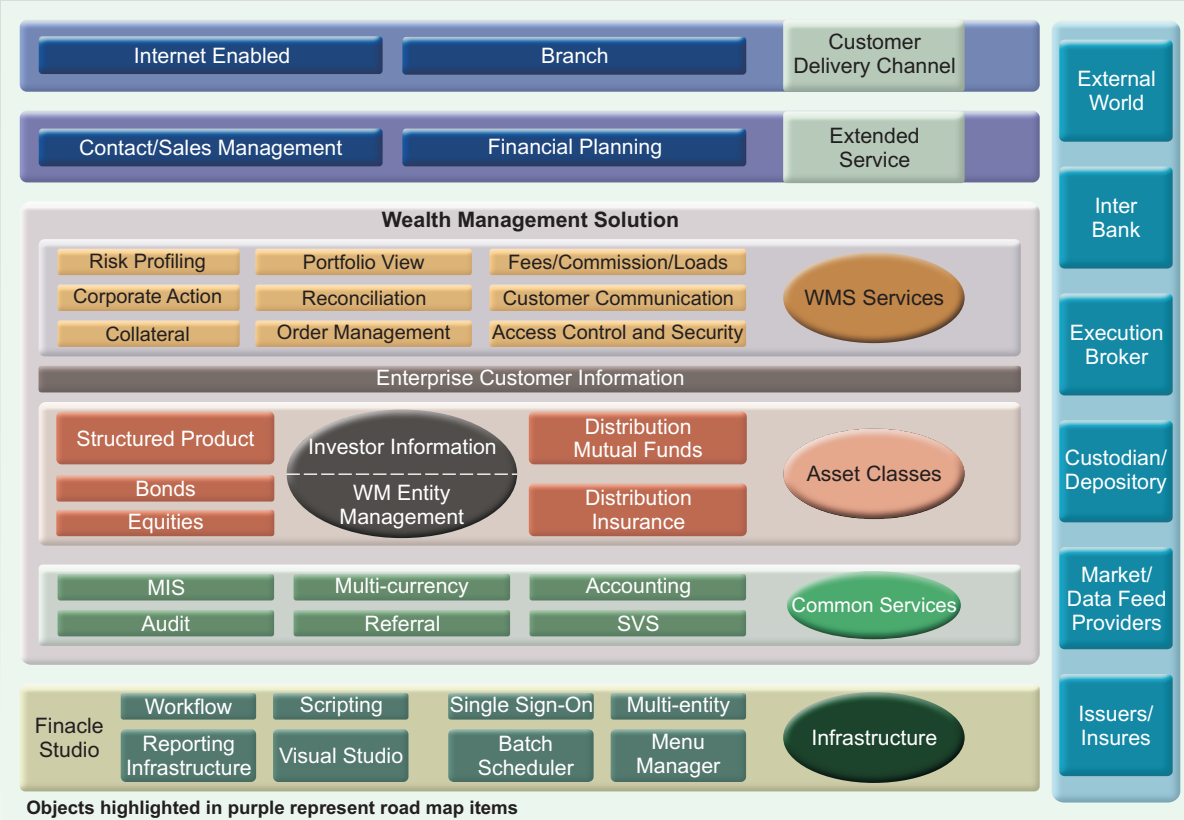 Internet Enabled
Branch
Customer
Delivery Channel
Contact/Sales Management
Financial Planning
Extended
Service
Wealth Management Solution
Risk Profiling
Portfolio View
Fees/Commission/Loads
Corporate Action
Reconciliation
Customer Communication
Collateral
Order Management
Access Control and Security
WMS Services
Enterprise Customer Information
Structured Product
Bonds
Equities
Investor Information
WM Entity
Management
Distribution
Mutual Funds
Distribution
Insurance
Asset Classes
MIS
Multi-currency
Accounting
Audit
Referral
SVS
Common Services
Finacle
Studio
Workflow
Scripting
Single Sign-On
Multi-entity
Reporting
Infrastructure
Visual Studio
Batch
Scheduler
Menu
Manager
Infrastructure
External
World
Inter
Bank
Execution
Broker
Custodian/
Depository
Market/
Data Feed
Providers
Issuers/
Insures
Objects highlighted in purple represent road map items